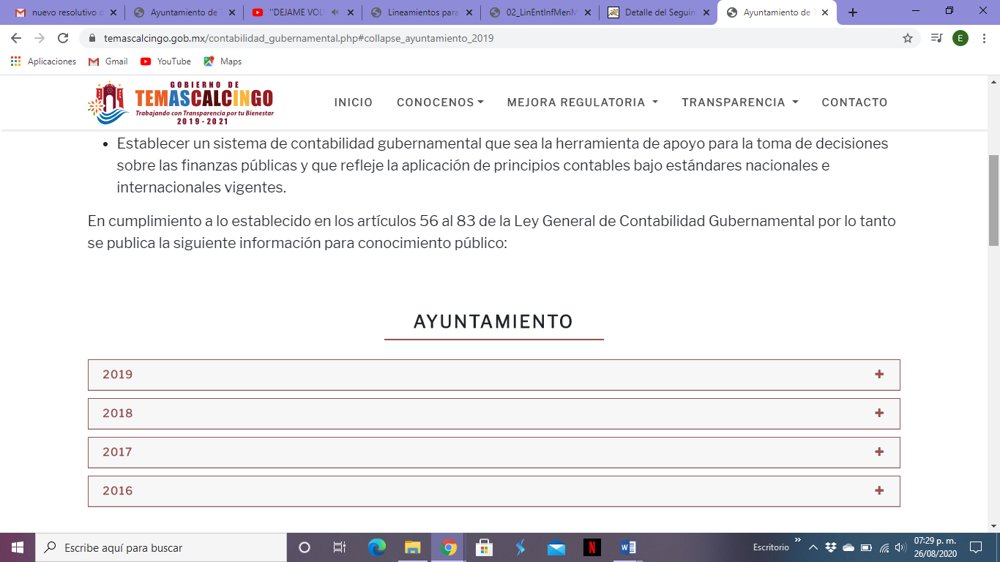 nuevo resolutivo d
Ayuntamiento de T
"DEJAME VOLV
Lineamientos para
02_LinEntInfMenM
Detalle del Seguim
Ayuntamiento de T
temascalcingo.gob.mx/contabilidad_gubernamental.php#collapse_ayuntamiento_2019
E
Aplicaciones
Gmail
YouTube
Maps
GOBIERNO DE
TEMASCALCINGO
Trabajando con Transparencia por tu Bienestar
2019-2021
INICIO
CONOCENOS
MEJORA REGULATORIA
TRANSPARENCIA
CONTACTO
• Establecer un sistema de contabilidad gubernamental que sea la herramienta de apoyo para la toma de decisiones
sobre las finanzas públicas y que refleje la aplicación de principios contables bajo estándares nacionales e
internacionales vigentes.
En cumplimiento a lo establecido en los artículos 56 al 83 de la Ley General de Contabilidad Gubernamental por lo tanto
se publica la siguiente información para conocimiento público:
AYUNTAMIENTO
2019
2018
2017
2016
Escribe aquí para buscar
N
W
Escritorio
07:29 p. m.
26/08/2020